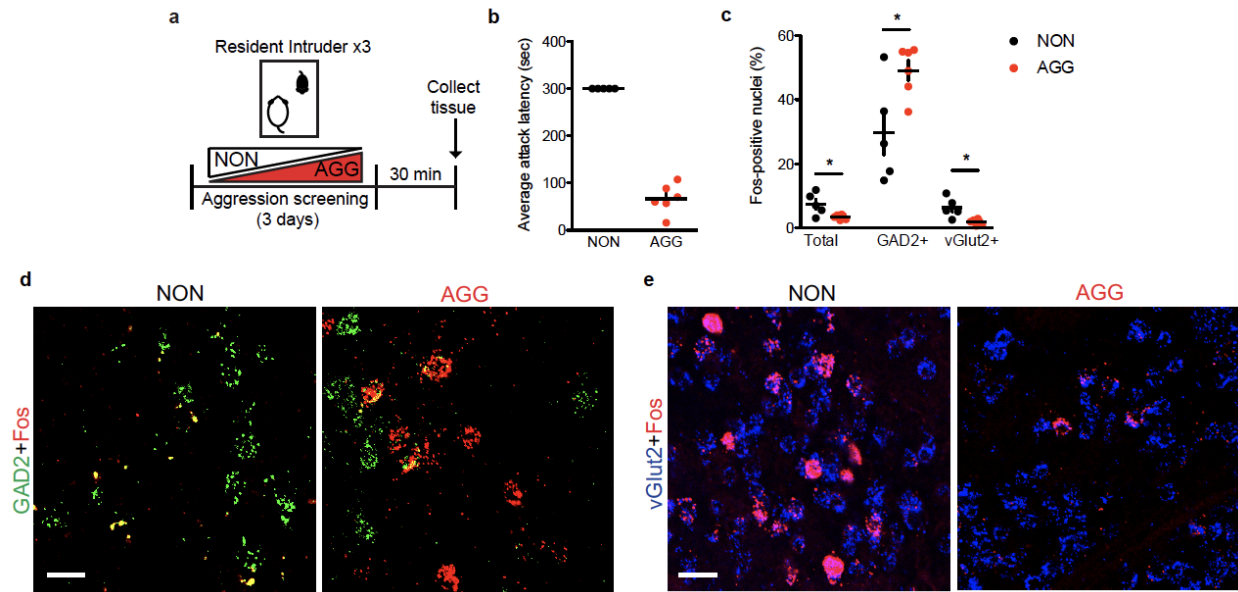 a
Resident Intruder x3
Collect
tissue
NON
AGG
30 min
Aggression screening
(3 days)
b
Average attack latency (sec)
400
300
200
100
0
NON AGG
c
Fos-positive nuclei (%)
60
40
20
0
Total GAD2+ vGlut2+
* * *
NON
AGG
d
NON AGG
GAD2+Fos
e
NON AGG
vGlut2+Fos